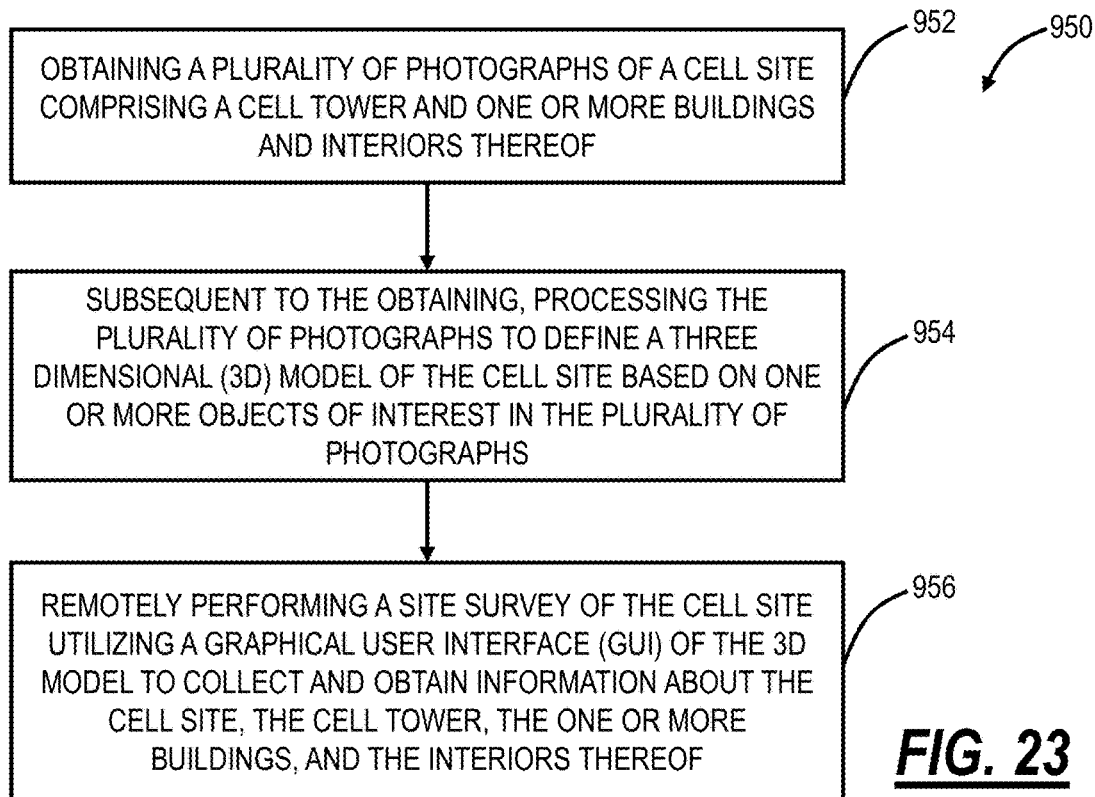 952
950
OBTAINING A PLURALITY OF PHOTOGRAPHS OF A CELL SITE
COMPRISING A CELL TOWER AND ONE OR MORE BUILDINGS
AND INTERIORS THEREOF
SUBSEQUENT TO THE OBTAINING, PROCESSING THE
PLURALITY OF PHOTOGRAPHS TO DEFINE A THREE
DIMENSIONAL (3D) MODEL OF THE CELL SITE BASED ON ONE
OR MORE OBJECTS OF INTEREST IN THE PLURALITY OF
PHOTOGRAPHS
954
REMOTELY PERFORMING A SITE SURVEY OF THE CELL SITE
UTILIZING A GRAPHICAL USER INTERFACE (GUI) OF THE 3D
MODEL TO COLLECT AND OBTAIN INFORMATION ABOUT THE
CELL SITE, THE CELL TOWER, THE ONE OR MORE
BUILDINGS, AND THE INTERIORS THEREOF
956
FIG. 23